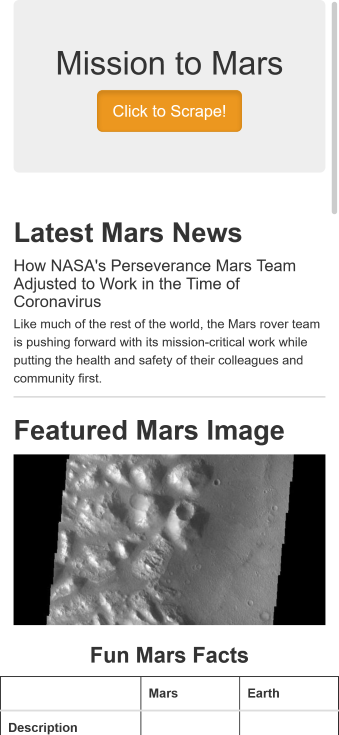 Mission to Mars
Click to Scrape!
Latest Mars News
How NASA's Perseverance Mars Team
Adjusted to Work in the Time of
Coronavirus
Like much of the rest of the world, the Mars rover team
is pushing forward with its mission-critical work while
putting the health and safety of their colleagues and
community first.
Featured Mars Image
Fun Mars Facts
Mars Earth
Description